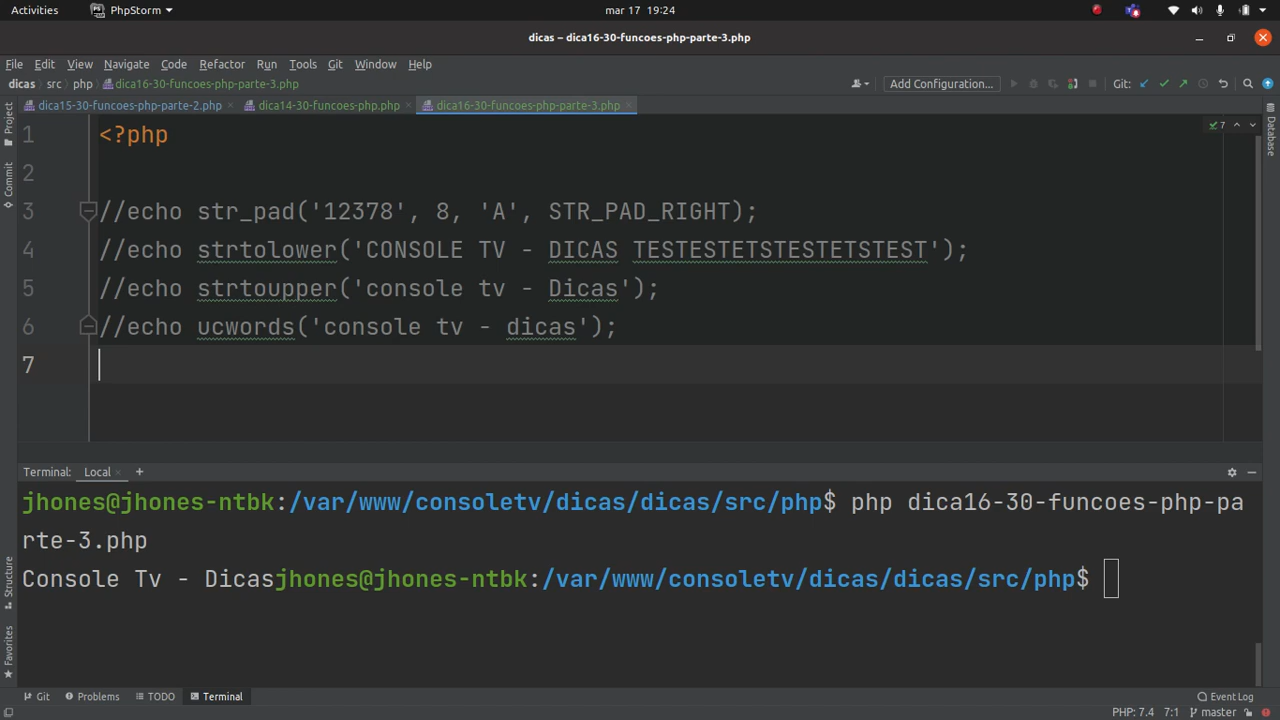 Activities PhpStorm mar 17 19:24
dicas – dica16-30-funcoes-php-parte-3.php
File Edit View Navigate Code Refactor Run Tools Git Window Help
dicas src php dica16-30-funcoes-php-parte-3.php Add Configuration... Git:
dica15-30-funcoes-php-parte-2.php dica14-30-funcoes-php.php dica16-30-funcoes-php-parte-3.php
Project
Commit
Structure
Favorites
Database
7
1 <?php
2
3 //echo str_pad('12378', 8, 'A', STR_PAD_RIGHT);
4 //echo strtolower('CONSOLE TV - DICAS TESTESTETSTESTETSTEST');
5 //echo strtoupper('console tv - Dicas');
6 //echo ucwords('console tv - dicas');
7
Terminal: Local +
jhones@jhones-ntbk:/var/www/consoletv/dicas/dicas/src/php$ php dica16-30-funcoes-php-pa
rte-3.php
Console Tv - Dicasjhones@jhones-ntbk:/var/www/consoletv/dicas/dicas/src/php$
Git Problems TODO Terminal Event Log
PHP: 7.4 7:1 master